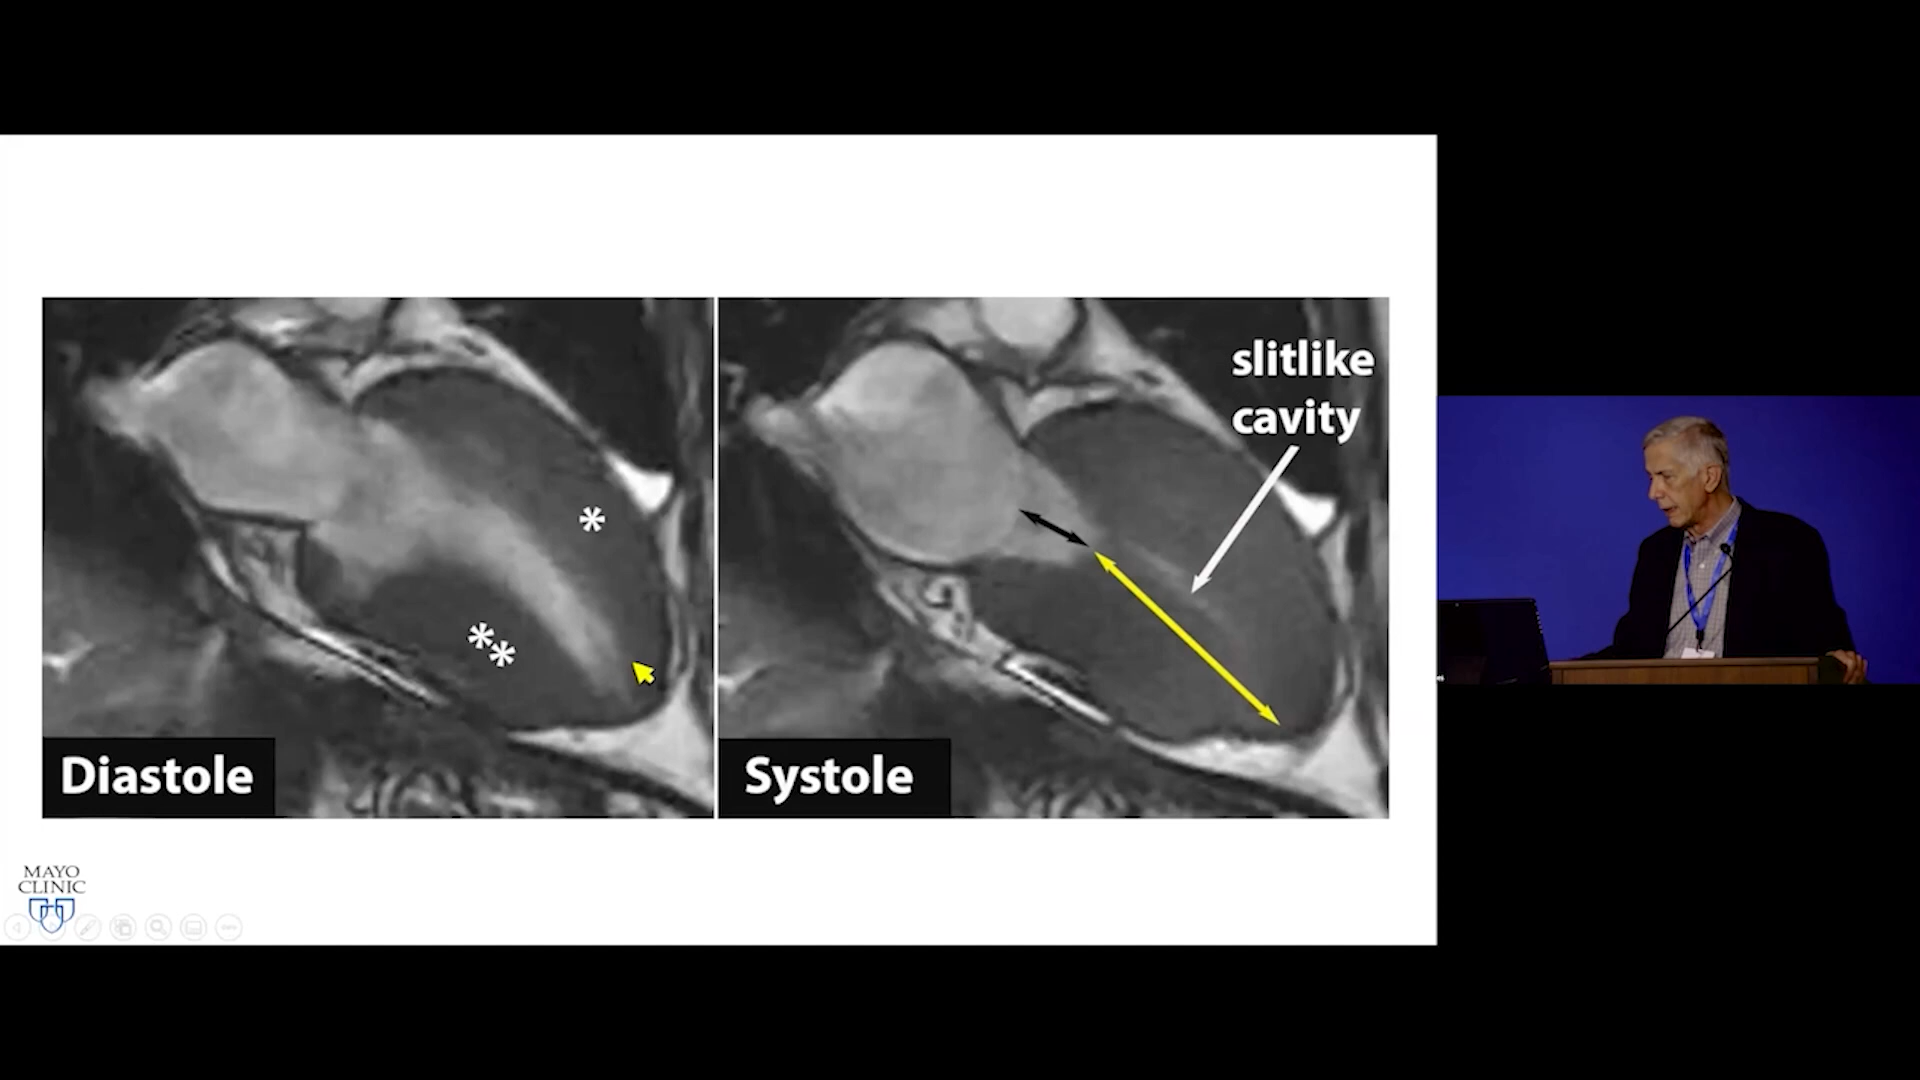 slitlike
cavity
*
**
Diastole
Systole
MAYO
CLINIC